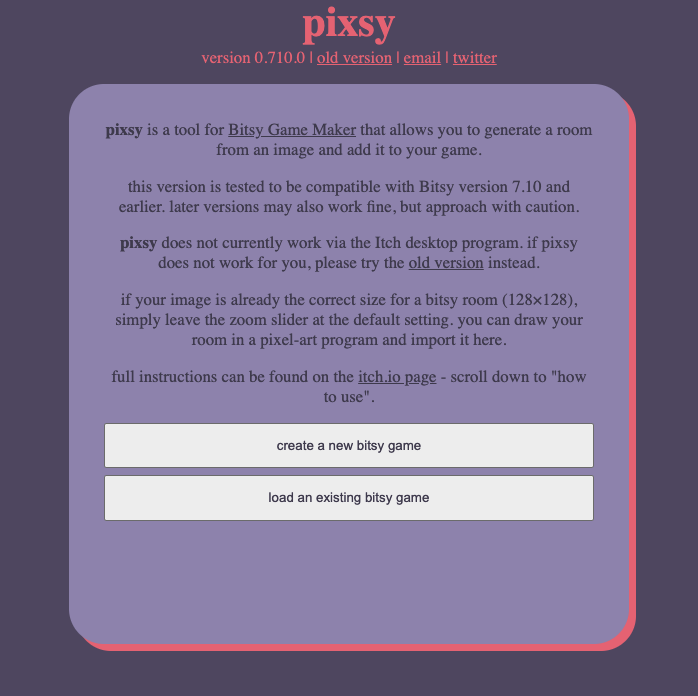 pixsy
version 0.710.0 | old version | email | twitter
pixsy is a tool for Bitsy Game Maker that allows you to generate a room
from an image and add it to your game.
this version is tested to be compatible with Bitsy version 7.10 and
earlier. later versions may also work fine, but approach with caution.
pixsy does not currently work via the Itch desktop program. if pixsy
does not work for you, please try the old version instead.
if your image is already the correct size for a bitsy room (128×128),
simply leave the zoom slider at the default setting. you can draw your
room in a pixel-art program and import it here.
full instructions can be found on the itch.io page - scroll down to "how
to use".
create a new bitsy game
load an existing bitsy game